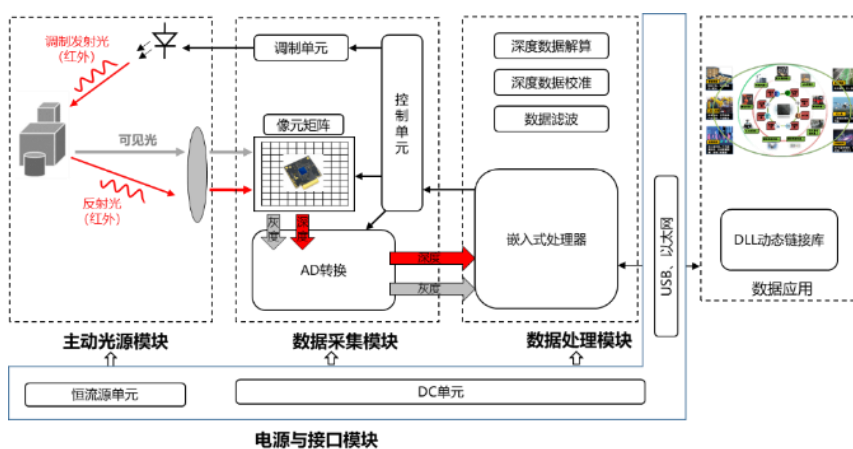 调制发射光
(红外)
调制单元
控制单元
像元矩阵
可见光
反射光
(红外)
灰度
深度
AD转换
深度
灰度
深度数据解算
深度数据校准
数据滤波
嵌入式处理器
USB、以太网
DLL动态链接库
数据应用
主动光源模块
数据采集模块
数据处理模块
恒流源单元
DC单元
电源与接口模块